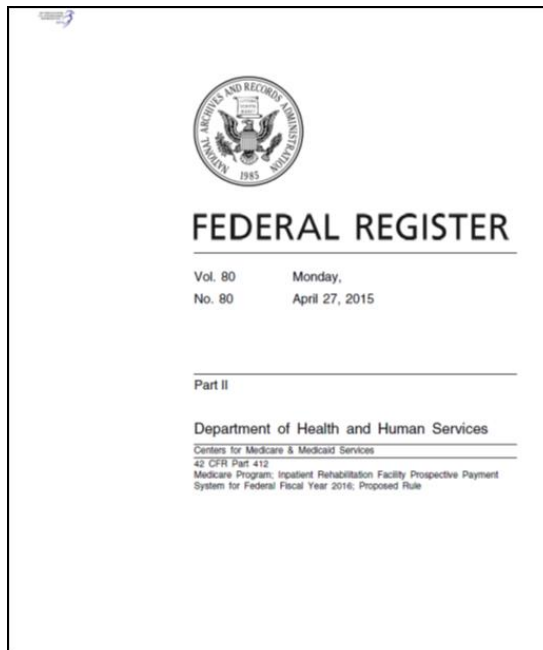 NATIONAL ARCHIVES AND RECORDS ADMINISTRATION
1985
FEDERAL REGISTER
Vol. 80 Monday,
No. 80 April 27, 2015
Part II
Department of Health and Human Services
Centers for Medicare & Medicaid Services
42 CFR Part 412
Medicare Program; Inpatient Rehabilitation Facility Prospective Payment
System for Federal Fiscal Year 2016; Proposed Rule